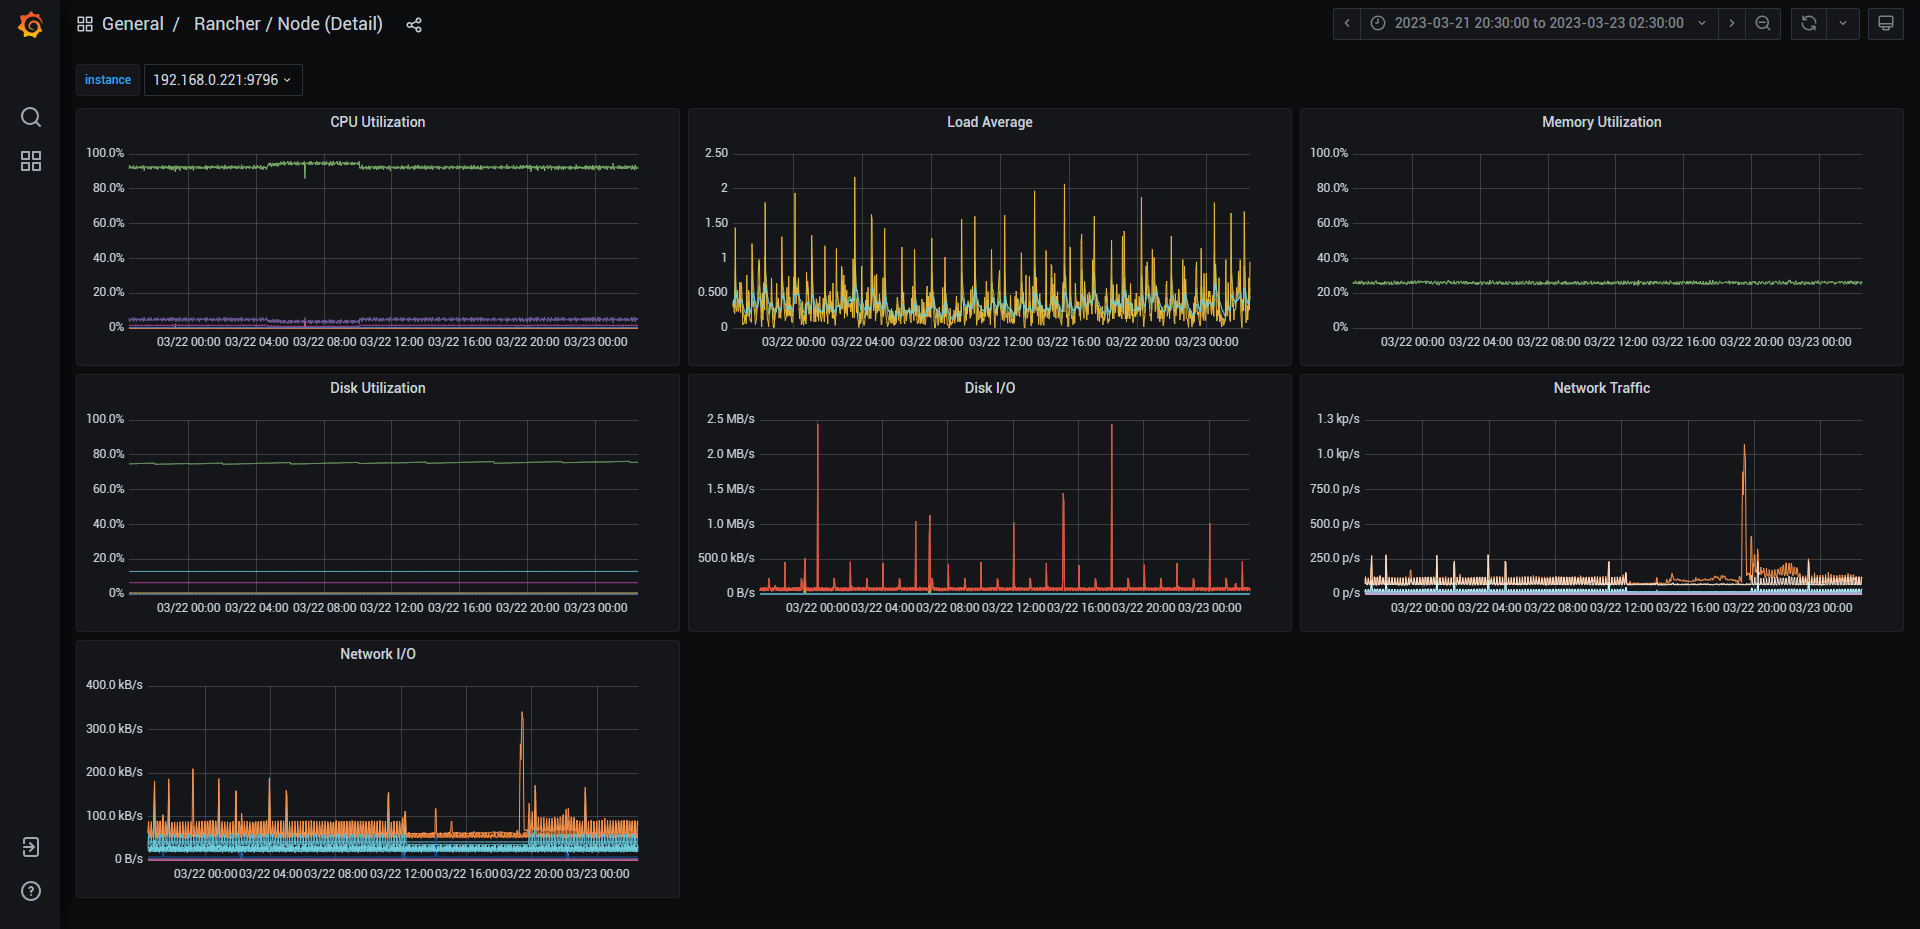 General / Rancher / Node (Detail)
2023-03-21 20:30:00 to 2023-03-23 02:30:00
instance 192.168.0.221:9796
CPU Utilization
100.0%
80.0%
60.0%
40.0%
20.0%
0%
03/22 00:00 03/22 04:00 03/22 08:00 03/22 12:00 03/22 16:00 03/22 20:00 03/23 00:00
Load Average
2.50
2
1.50
1
0.500
0
03/22 00:00 03/22 04:00 03/22 08:00 03/22 12:00 03/22 16:00 03/22 20:00 03/23 00:00
Memory Utilization
100.0%
80.0%
60.0%
40.0%
20.0%
0%
03/22 00:00 03/22 04:00 03/22 08:00 03/22 12:00 03/22 16:00 03/22 20:00 03/23 00:00
Disk Utilization
100.0%
80.0%
60.0%
40.0%
20.0%
0%
03/22 00:00 03/22 04:00 03/22 08:00 03/22 12:00 03/22 16:00 03/22 20:00 03/23 00:00
Disk I/O
2.5 MB/s
2.0 MB/s
1.5 MB/s
1.0 MB/s
500.0 kB/s
0 B/s
03/22 00:00 03/22 04:00 03/22 08:00 03/22 12:00 03/22 16:00 03/22 20:00 03/23 00:00
Network Traffic
1.3 kp/s
1.0 kp/s
750.0 p/s
500.0 p/s
250.0 p/s
0 p/s
03/22 00:00 03/22 04:00 03/22 08:00 03/22 12:00 03/22 16:00 03/22 20:00 03/23 00:00
Network I/O
400.0 kB/s
300.0 kB/s
200.0 kB/s
100.0 kB/s
0 B/s
03/22 00:00 03/22 04:00 03/22 08:00 03/22 12:00 03/22 16:00 03/22 20:00 03/23 00:00